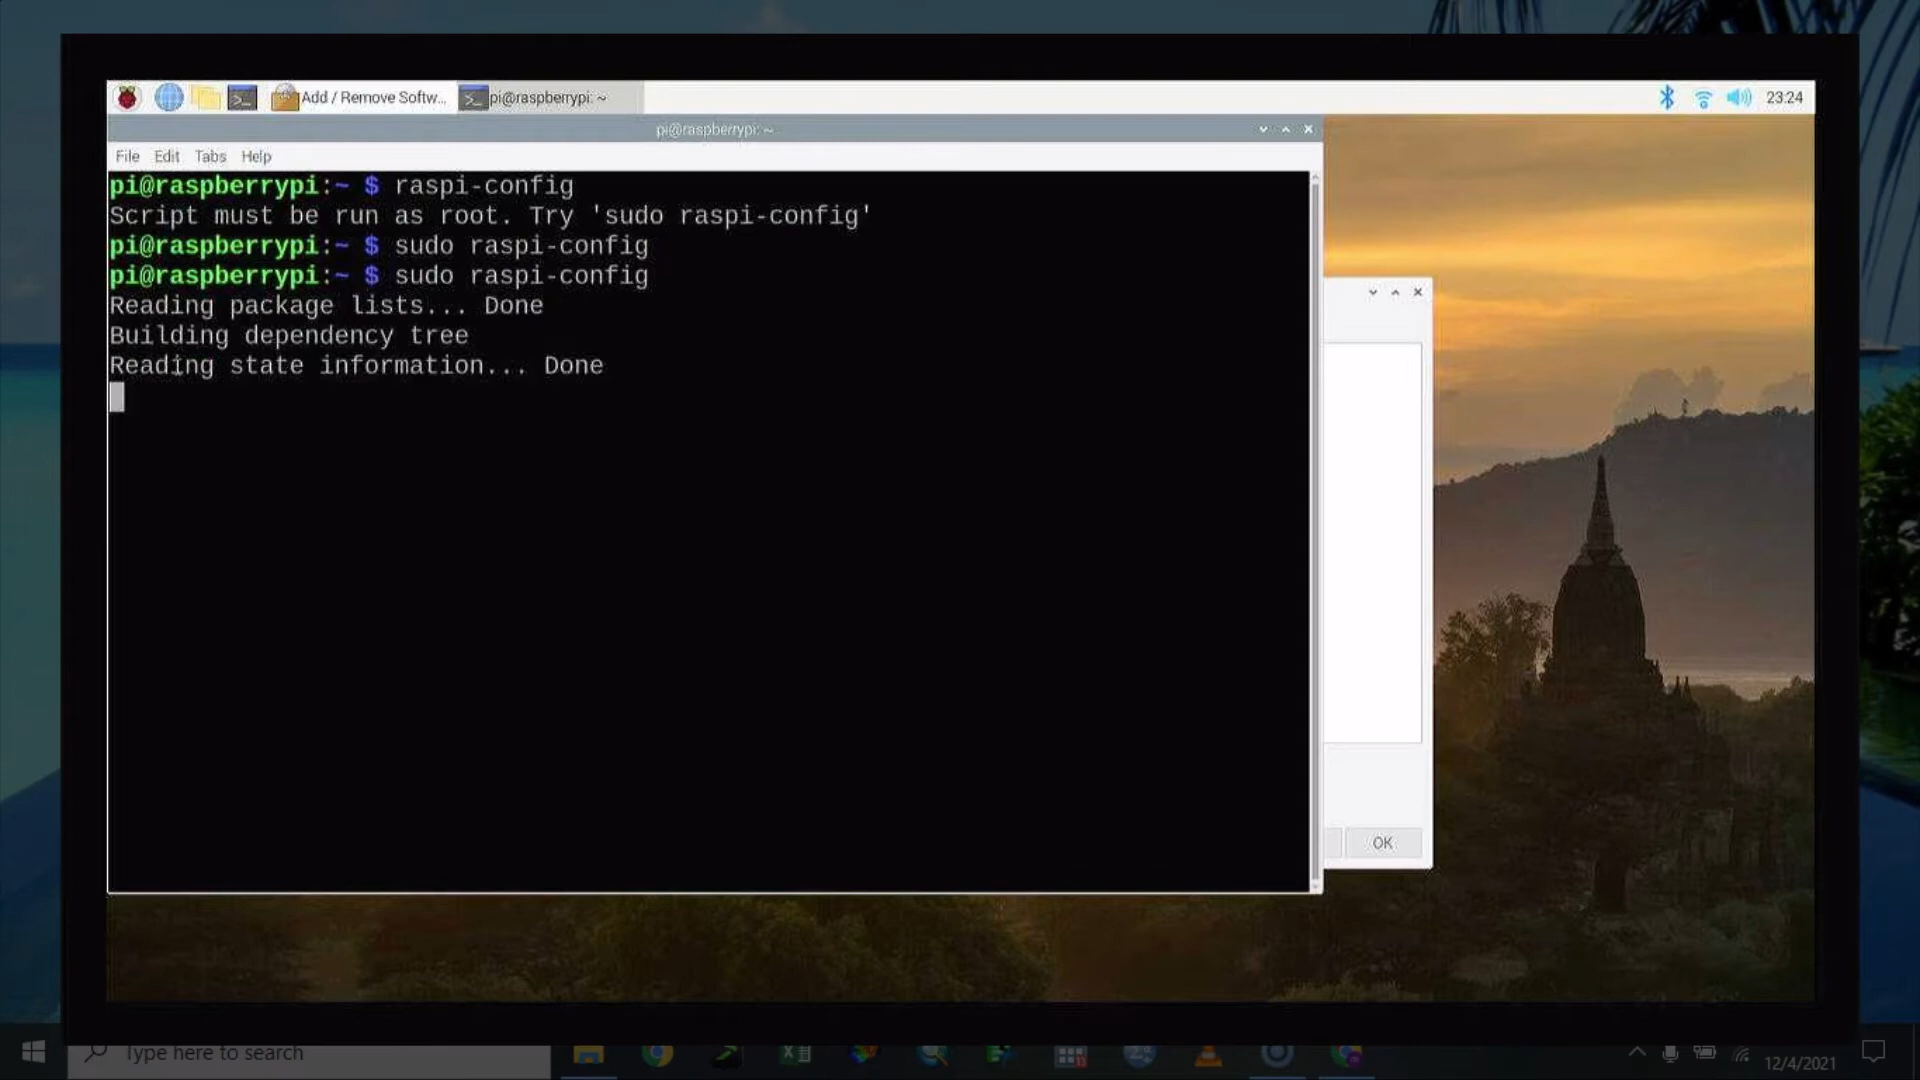 Add / Remove Softw...
pi@raspberrypi: ~
23:24
pi@raspberrypi: ~
File Edit Tabs Help
pi@raspberrypi:~ $ raspi-config
Script must be run as root. Try 'sudo raspi-config'
pi@raspberrypi:~ $ sudo raspi-config
pi@raspberrypi:~ $ sudo raspi-config
Reading package lists... Done
Building dependency tree
Reading state information... Done
OK
Type here to search
12/4/2021